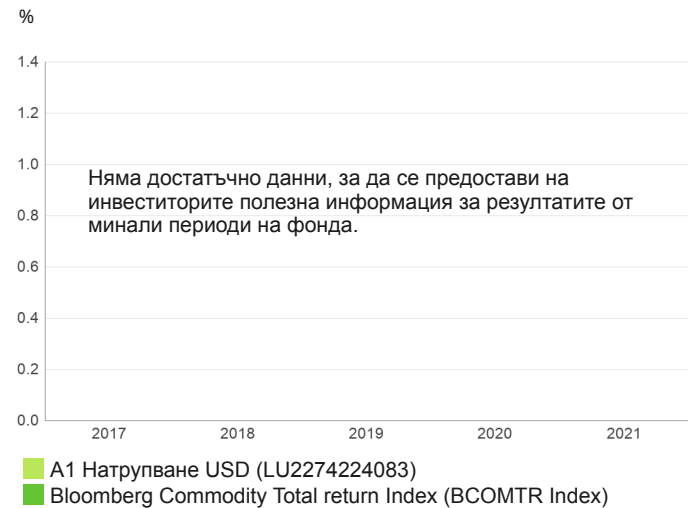 %
1.4
1.2
1.0
Няма достатъчно данни, за да се предостави на
инвеститорите полезна информация за резултатите от
0.8
минали периоди на фонда.
0.6
0.4
0.2
0.0
2017 2018 2019 2020 2021
A1 Натрупване USD (LU2274224083)
Bloomberg Commodity Total return Index (BCOMTR Index)